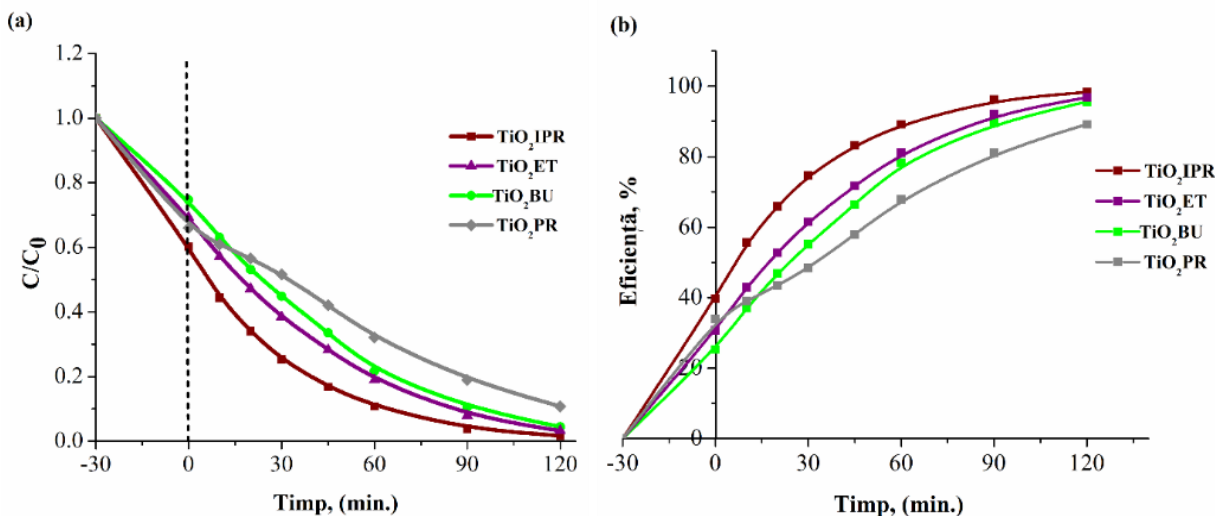 (a)
1.2
1.0
0.8
0.6
0.4
0.2
0.0
C/C0
-30 0 30 60 90 120
Timp, (min.)
TiO2IPR
TiO2ET
TiO2BU
TiO2PR
(b)
100
80
60
40
20
0
Eficiență, %
-30 0 30 60 90 120
Timp, (min.)
TiO2IPR
TiO2ET
TiO2BU
TiO2PR